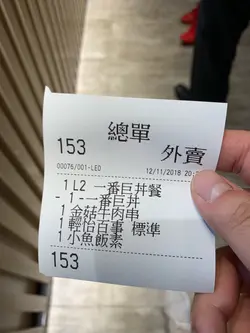 總單
153
外賣
00076/001-LEO
12/11/2018 20
1 L2 一番巨丼餐
- 1 -一番巨丼
1 金菇牛肉串
1 輕怡百事 標準
1 小魚飯素
153